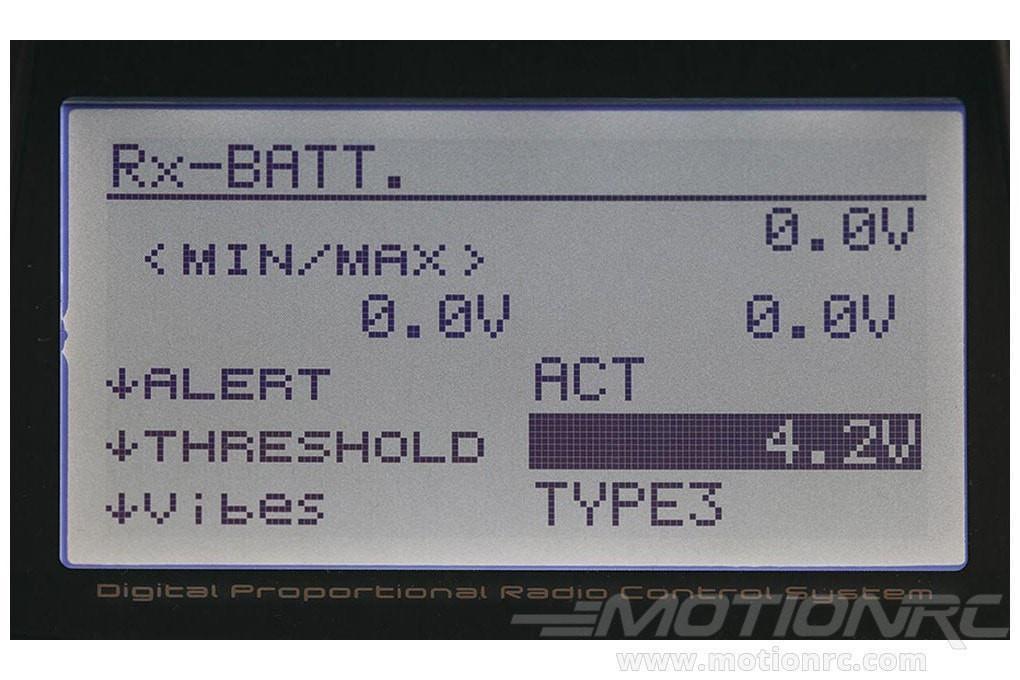 Rx-BATT.
0.0V
<MIN/MAX>
0.0V 0.0V
↓ALERT ACT
↓THRESHOLD 4.2V
↓Vibes TYPE3
Digital Proportional Radio Control System
MOTIONRC
www.motionrc.com